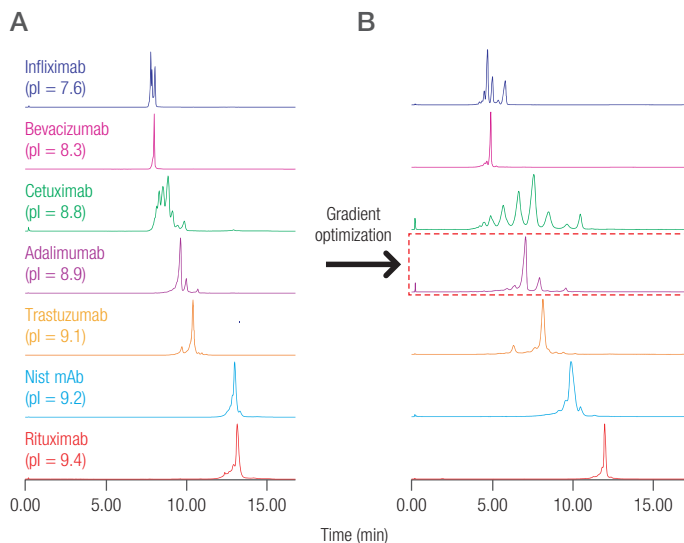 A
B
Infliximab
(pI = 7.6)
Bevacizumab
(pI = 8.3)
Cetuximab
(pI = 8.8)
Gradient
optimization
Adalimumab
(pI = 8.9)
Trastuzumab
(pI = 9.1)
Nist mAb
(pI = 9.2)
Rituximab
(pI = 9.4)
0.00 5.00 10.00 15.00
0.00 5.00 10.00 15.00
Time (min)